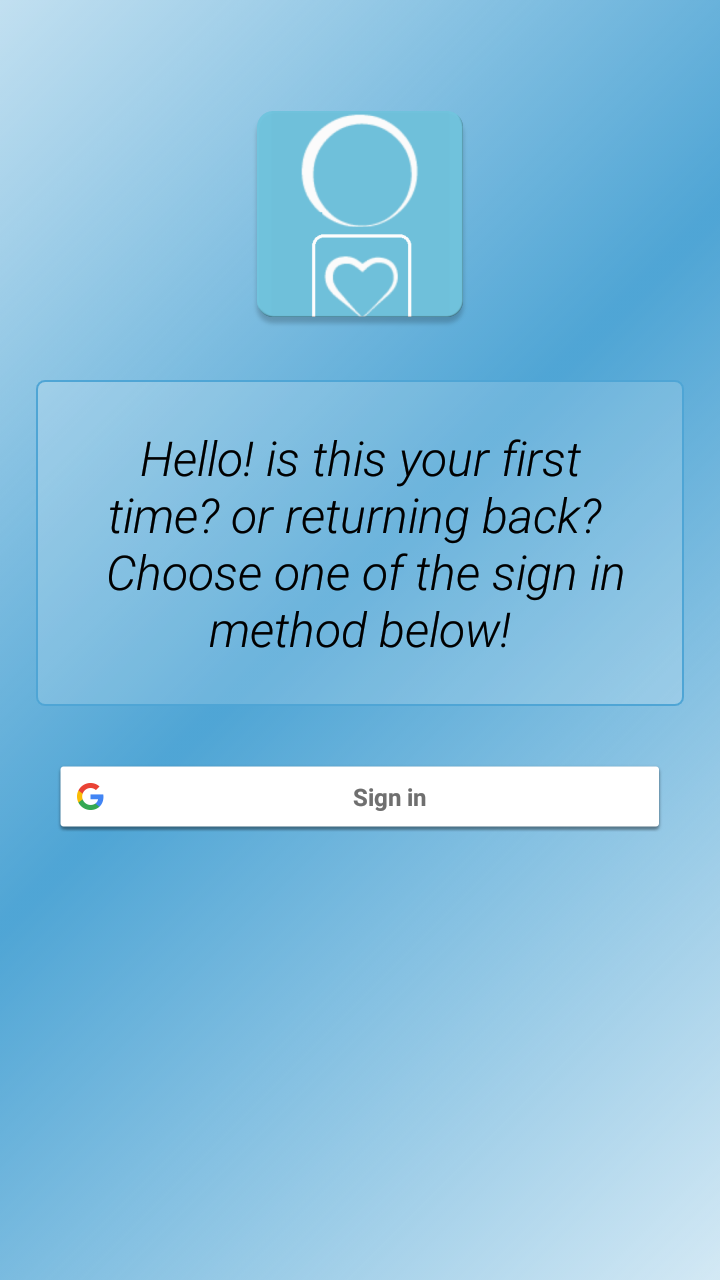 Hello! is this your first
time? or returning back?
Choose one of the sign in
method below!
Sign in